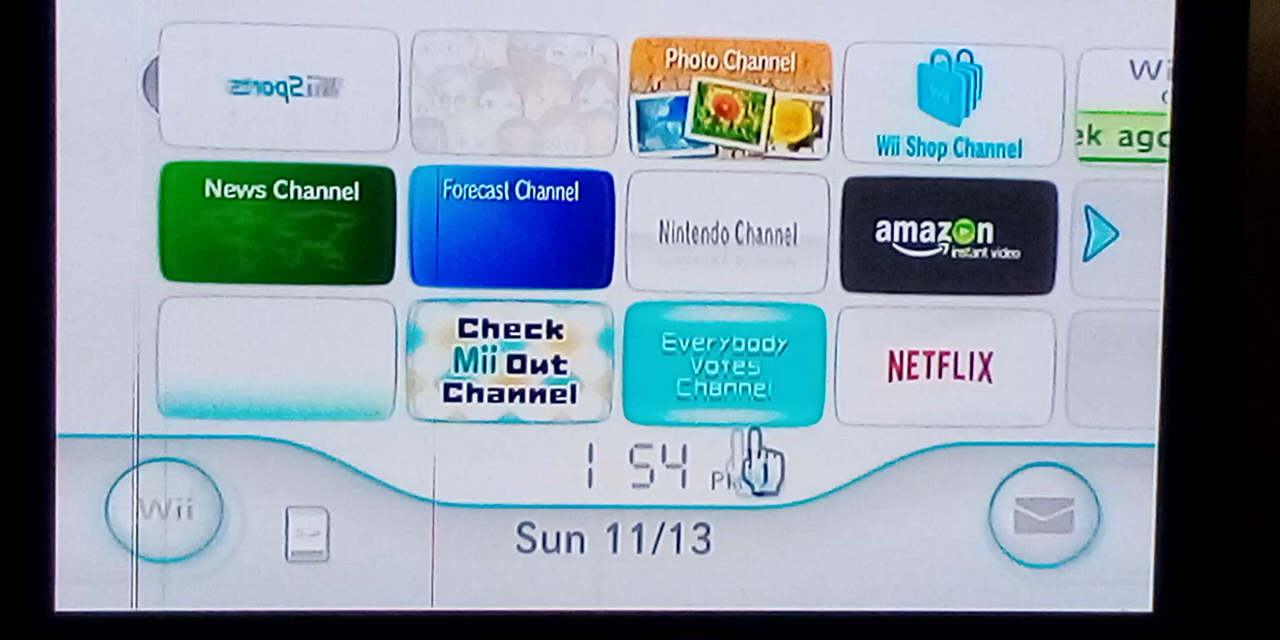 Wii Sports
Photo Channel
Wii Shop Channel
Wi
ek ago
News Channel
Forecast Channel
Nintendo Channel
amazon
instant video
Check
Mii Out
Channel
Everybody
Votes
Channel
NETFLIX
1 54
Wii
Sun 11/13